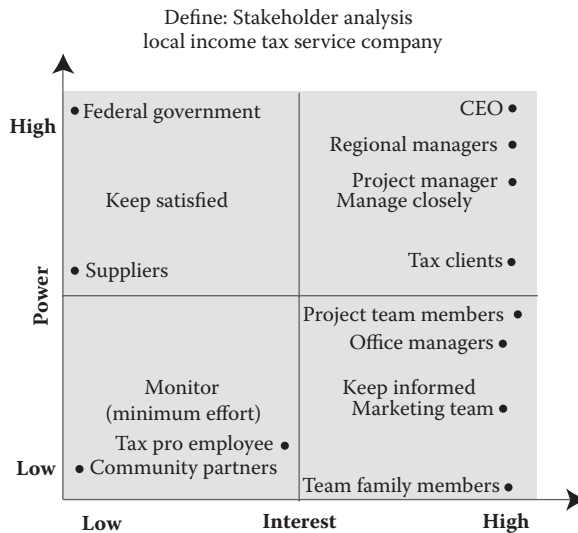 Define: Stakeholder analysis
local income tax service company
High
Federal government
CEO
Regional managers
Keep satisfied
Project manager
Manage closely
Suppliers
Tax clients
Power
Project team members
Office managers
Monitor
(minimum effort)
Keep informed
Marketing team
Tax pro employee
Community partners
Low
Team family members
Low
Interest
High